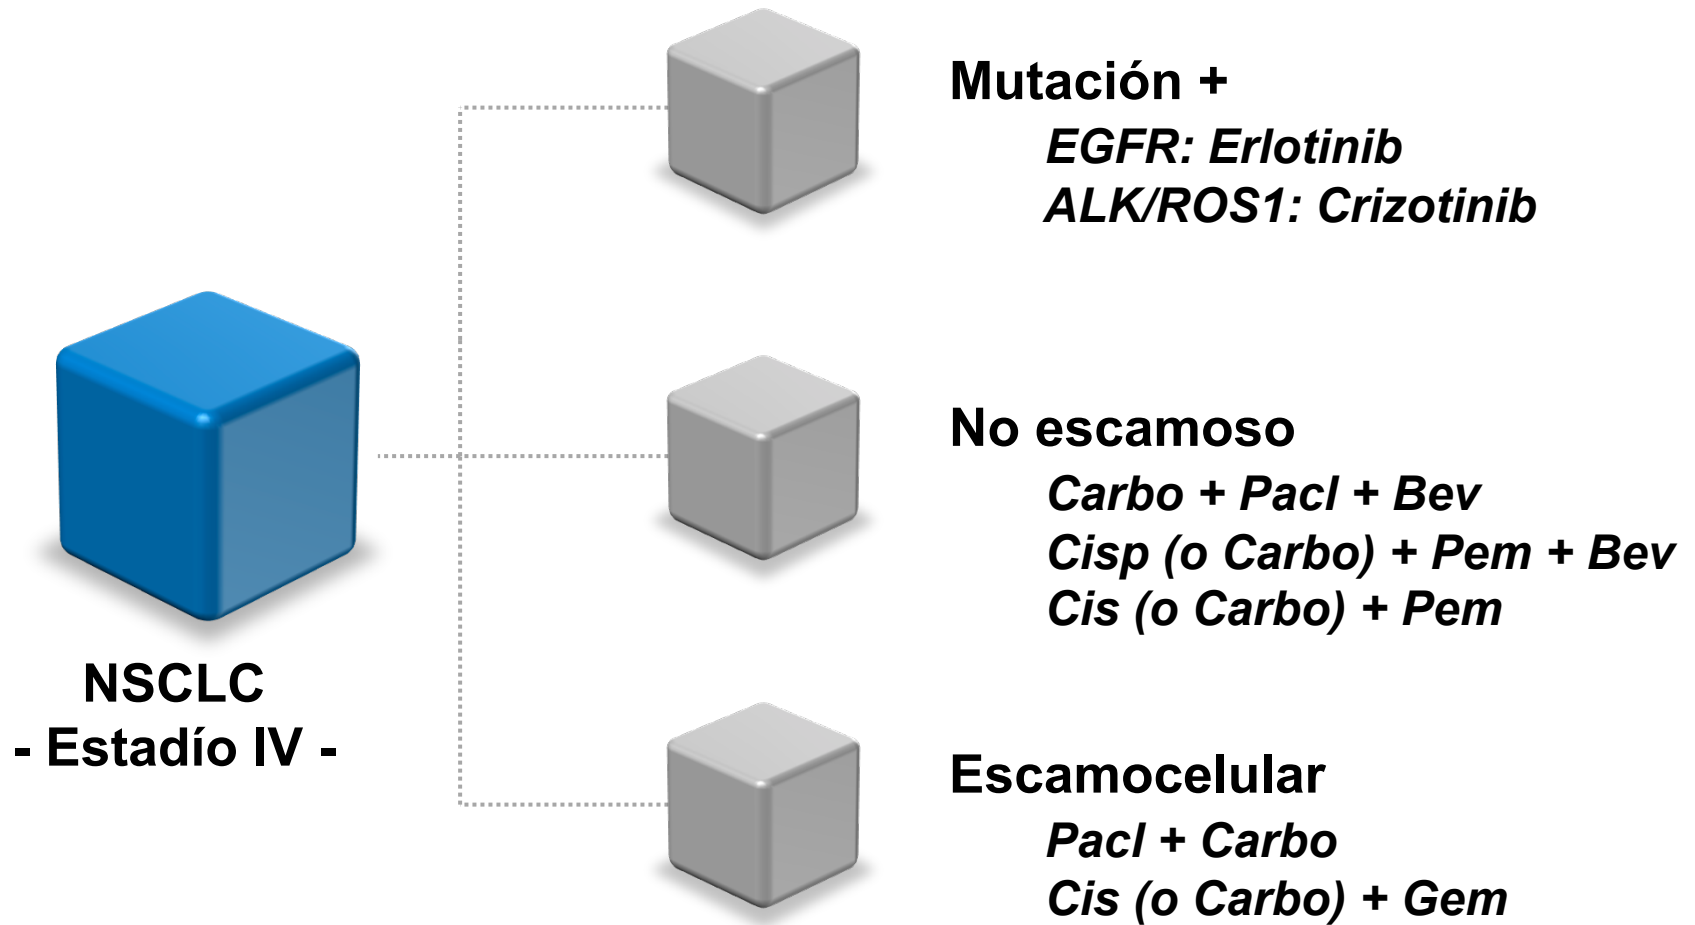 Mutación +
EGFR: Erlotinib
ALK/ROS1: Crizotinib
No escamoso
Carbo + Pacl + Bev
Cisp (o Carbo) + Pem + Bev
Cis (o Carbo) + Pem
NSCLC
- Estadío IV -
Escamocelular
Pacl + Carbo
Cis (o Carbo) + Gem